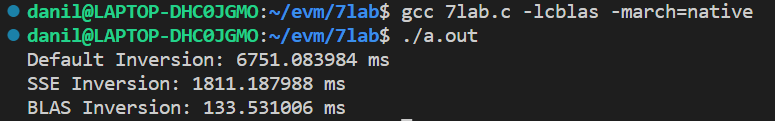 danil@LAPTOP-DHC0JGMO:~/evm/7lab$ gcc 7lab.c -lcblas -march=native
danil@LAPTOP-DHC0JGMO:~/evm/7lab$ ./a.out
Default Inversion: 6751.083984 ms
SSE Inversion: 1811.187988 ms
BLAS Inversion: 133.531006 ms